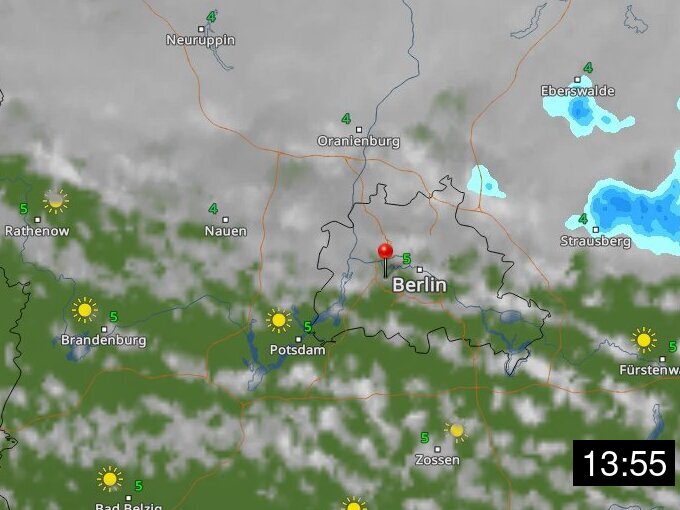 4
Neuruppin
4
Eberswalde
4
Oranienburg
5
Rathenow
4
Nauen
4
Strausberg
5
Berlin
5
Brandenburg
5
Potsdam
5
Fürstenwa
5
Zossen
13:55
5
Bad Belzig